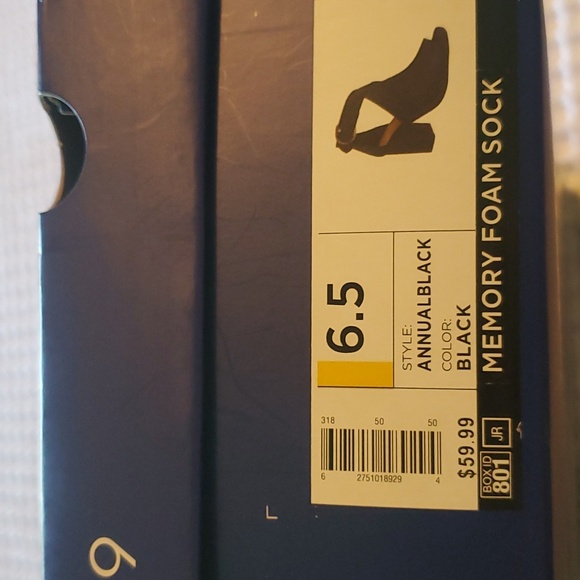 6.5
STYLE:
ANNUALBLACK
COLOR:
BLACK
MEMORY FOAM SOCK
318 50 50
6 2751018929 4
$59.99
BOX ID
801
JR
L
9